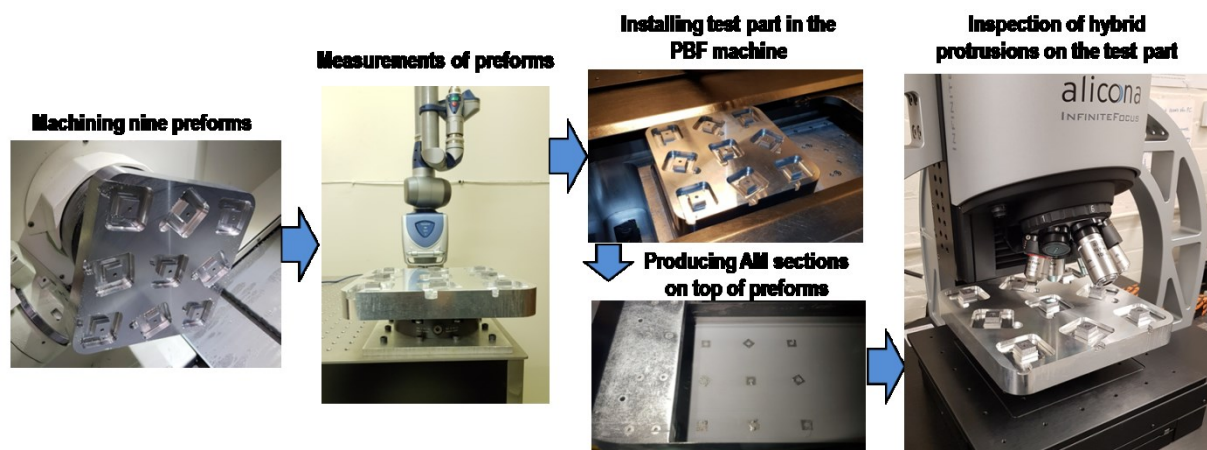 Machining nine preforms
Measurements of preforms
Installing test part in the
PBF machine
Producing AM sections
on top of preforms
Inspection of hybrid
protrusions on the test part
alicona
INFINITEFOCUS